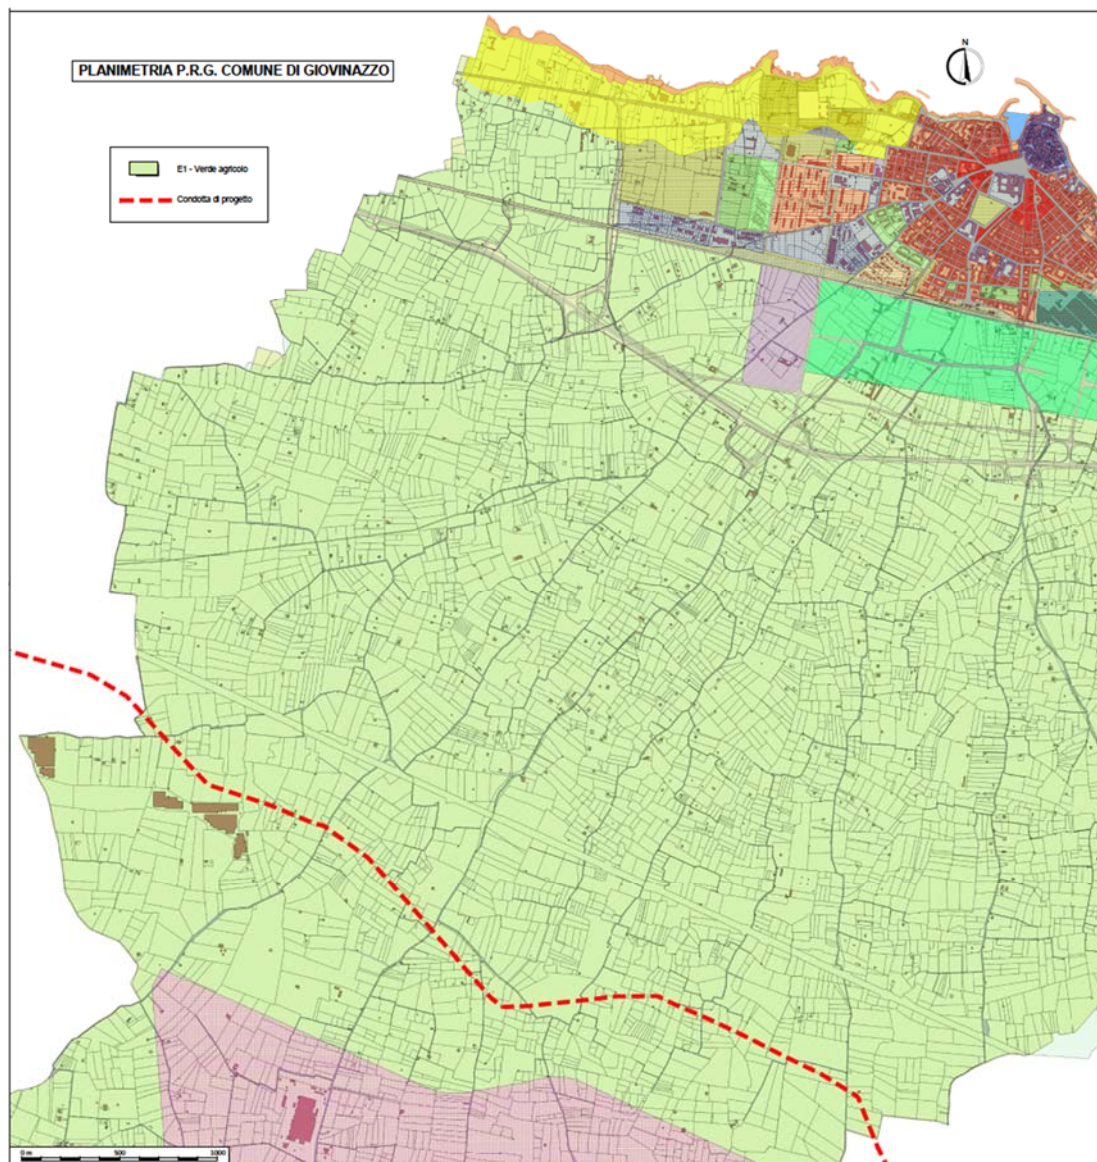 PLANIMETRIA P.R.G. COMUNE DI GIOVINAZZO
N
E1 - Verde agricolo
Condotta di progetto
0 m 500 1000